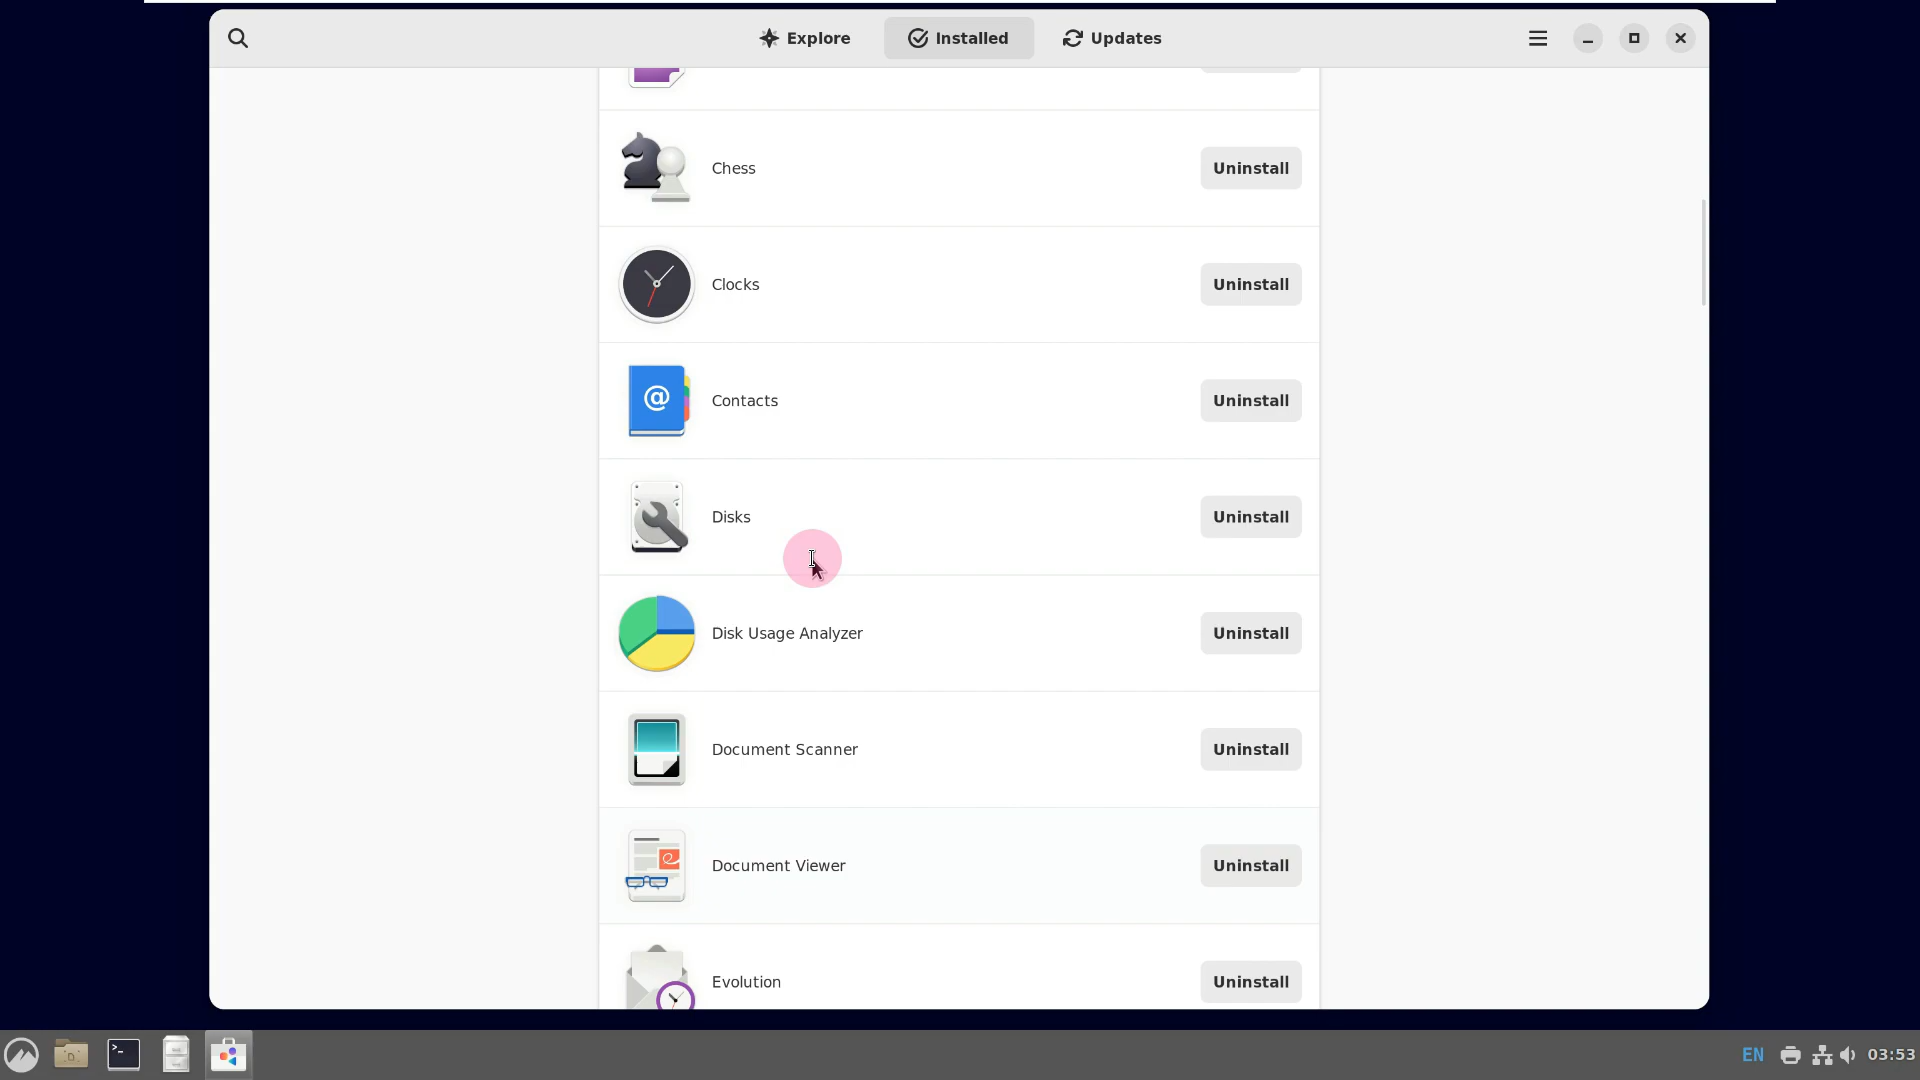 Explore
Installed
Updates
Chess
Uninstall
Clocks
Uninstall
Contacts
Uninstall
Disks
Uninstall
Disk Usage Analyzer
Uninstall
Document Scanner
Uninstall
Document Viewer
Uninstall
Evolution
Uninstall
EN
03:53